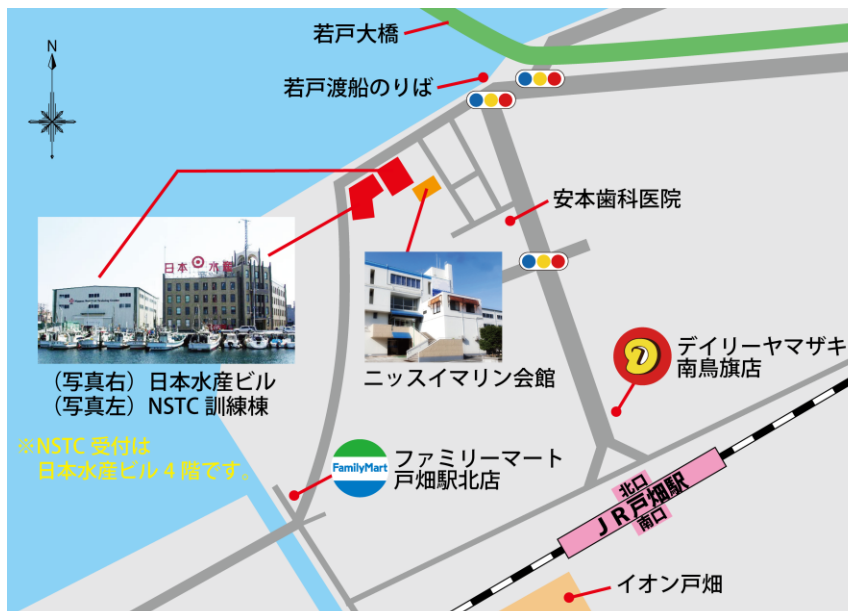 N
若戸大橋
若戸渡船のりば
安本歯科医院
日本 水産
デイリーヤマザキ
南鳥旗店
ニッスイマリン会館
（写真右）日本水産ビル
（写真左）NSTC 訓練棟
※NSTC 受付は
日本水産ビル 4 階です。
FamilyMart
ファミリーマート
戸畑駅北店
北口
JR戸畑駅
南口
イオン戸畑